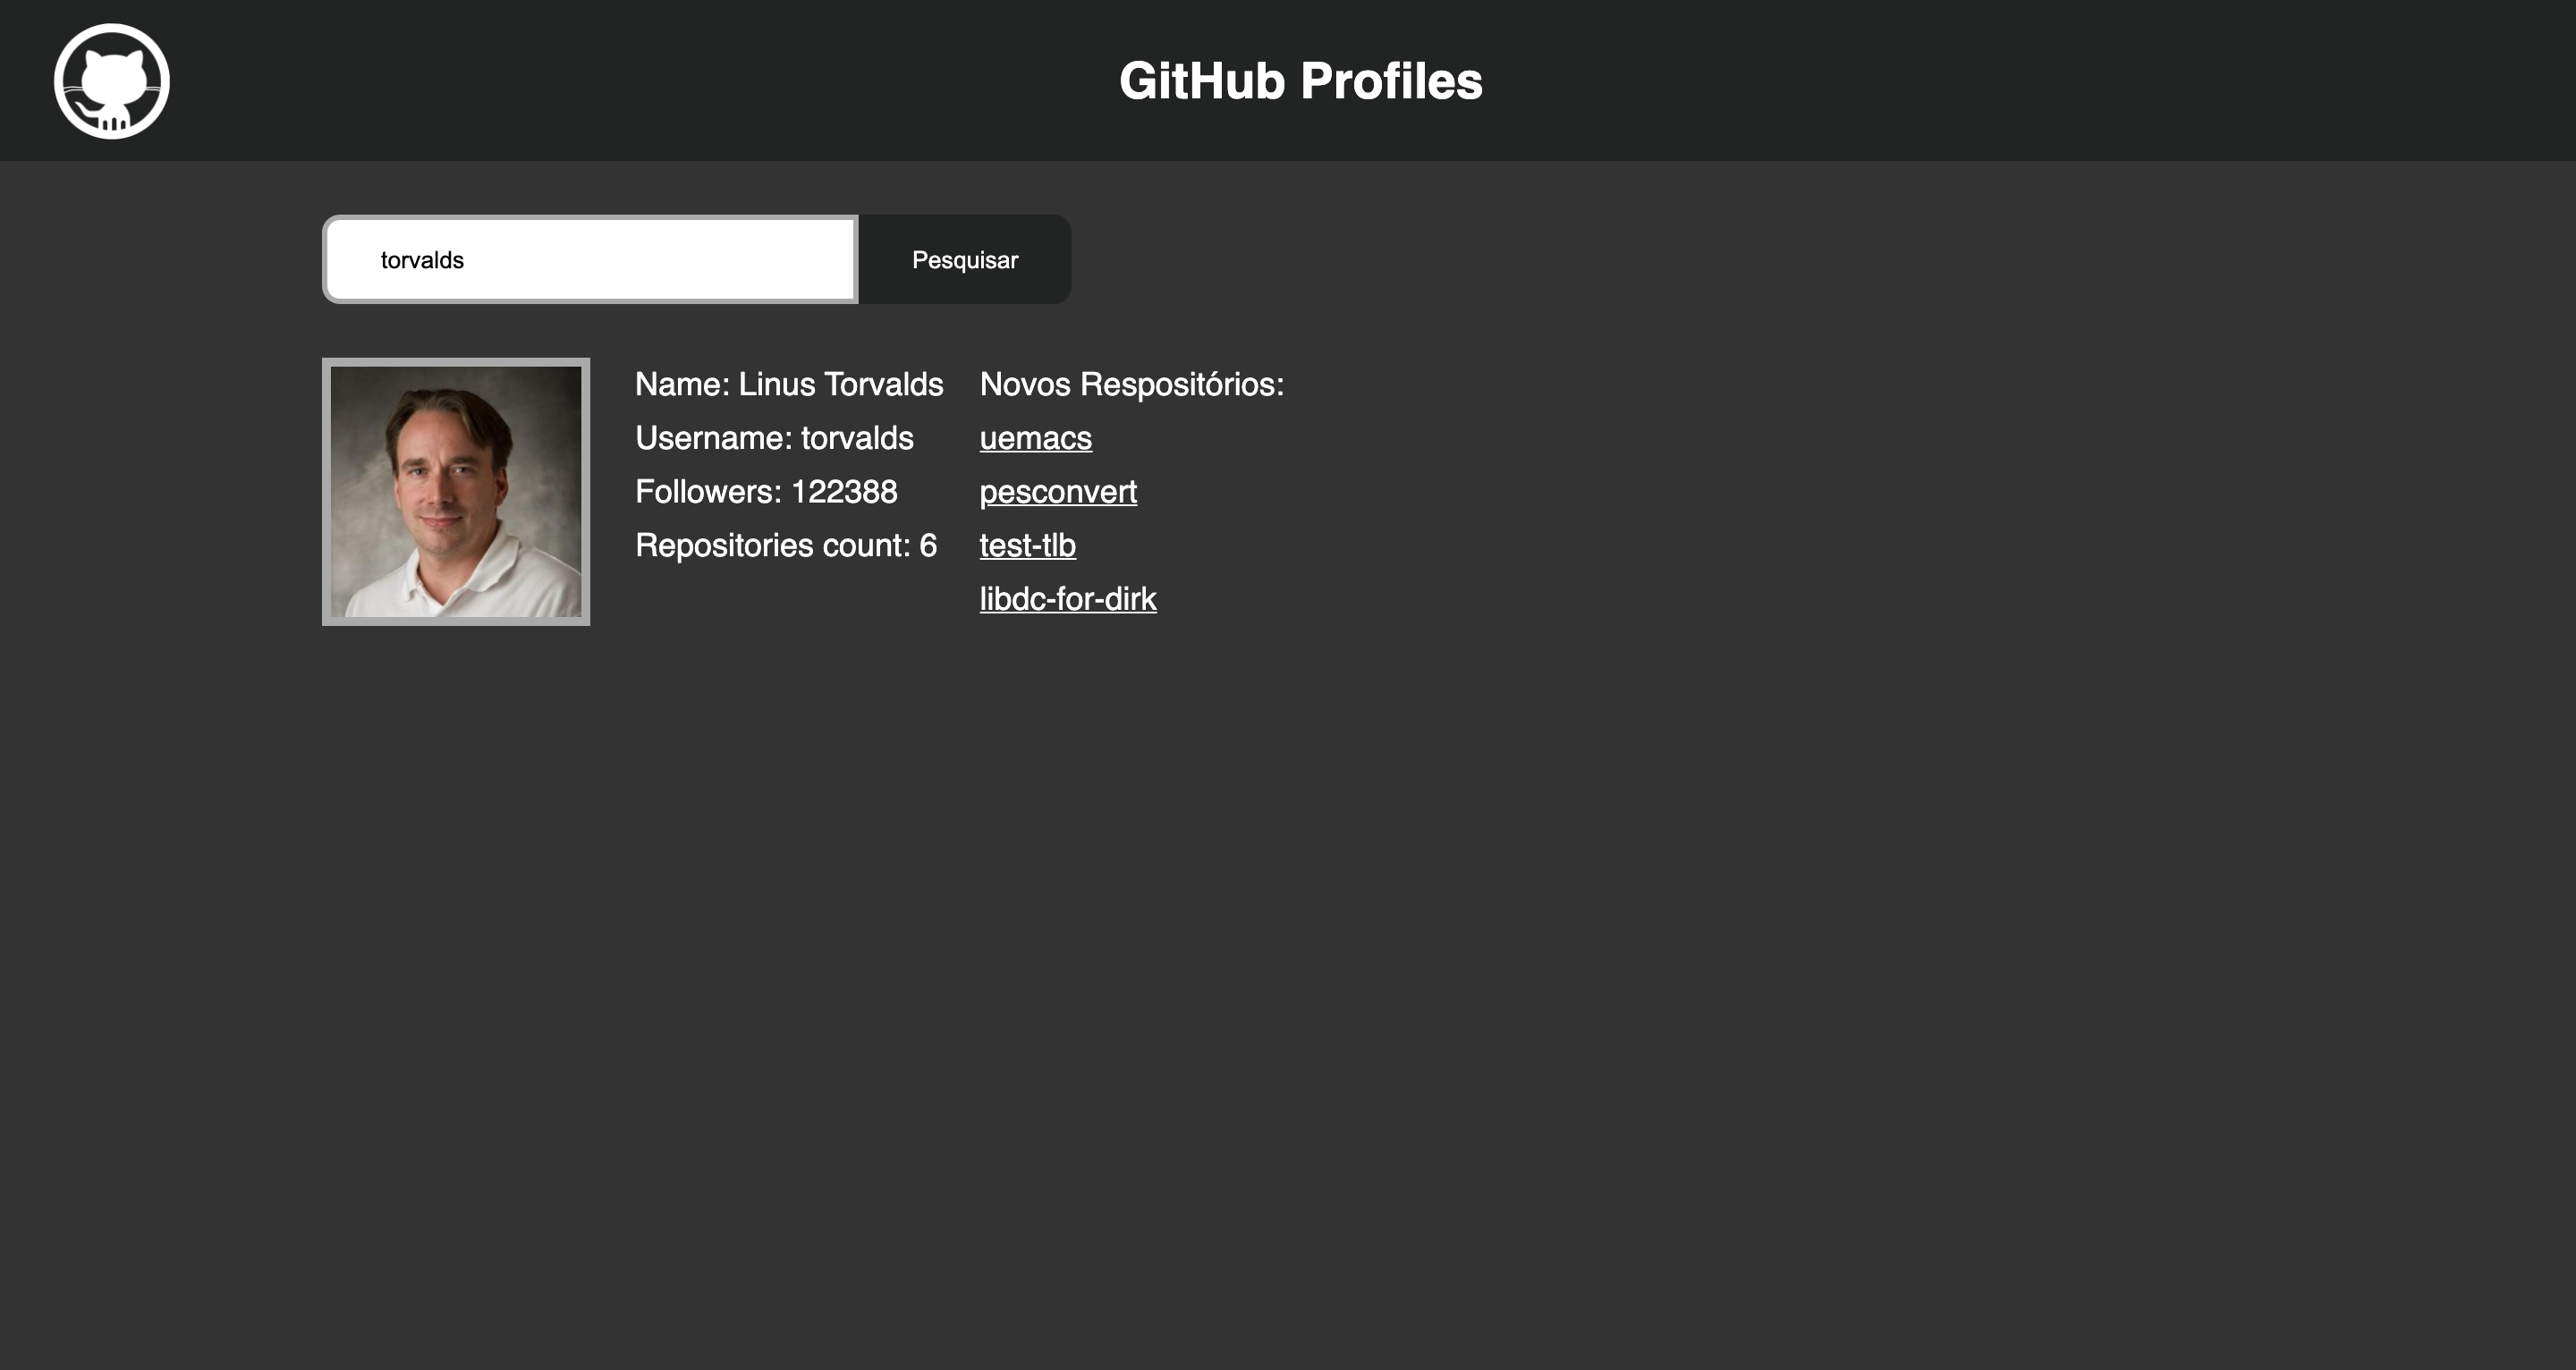 GitHub Profiles
torvalds
Pesquisar
Name: Linus Torvalds
Username: torvalds
Followers: 122388
Repositories count: 6
Novos Respositórios:
uemacs
pesconvert
test-tlb
libdc-for-dirk